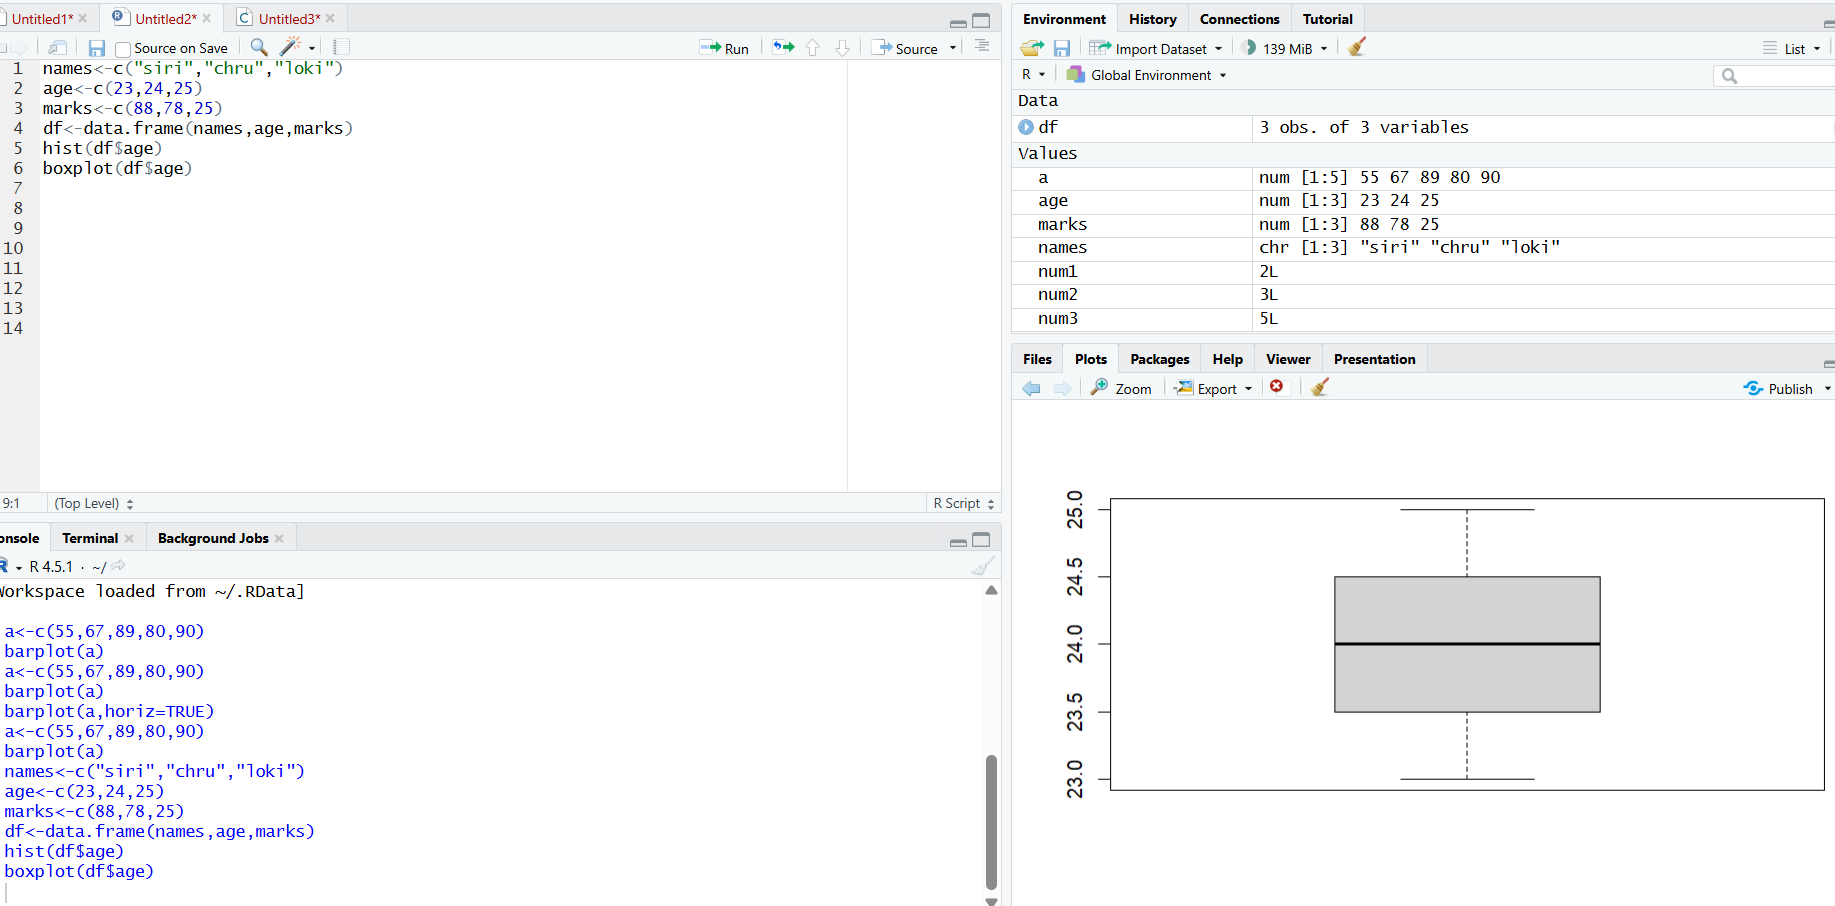 Untitled1* Untitled2* Untitled3*
Source on Save Run Source
1 names<-c("siri","chru","loki")
2 age<-c(23,24,25)
3 marks<-c(88,78,25)
4 df<-data.frame(names,age,marks)
5 hist(df$age)
6 boxplot(df$age)
7
8
9
10
11
12
13
14
9:1 (Top Level) R Script
onsole Terminal Background Jobs
R R 4.5.1 · ~/
Workspace loaded from ~/.RData]
a<-c(55,67,89,80,90)
barplot(a)
a<-c(55,67,89,80,90)
barplot(a)
barplot(a,horiz=TRUE)
a<-c(55,67,89,80,90)
barplot(a)
names<-c("siri","chru","loki")
age<-c(23,24,25)
marks<-c(88,78,25)
df<-data.frame(names,age,marks)
hist(df$age)
boxplot(df$age)
Environment History Connections Tutorial
Import Dataset 139 MiB List
R Global Environment
Data
df 3 obs. of 3 variables
Values
a num [1:5] 55 67 89 80 90
age num [1:3] 23 24 25
marks num [1:3] 88 78 25
names chr [1:3] "siri" "chru" "loki"
num1 2L
num2 3L
num3 5L
Files Plots Packages Help Viewer Presentation
Zoom Export Publish
25.0
24.5
24.0
23.5
23.0